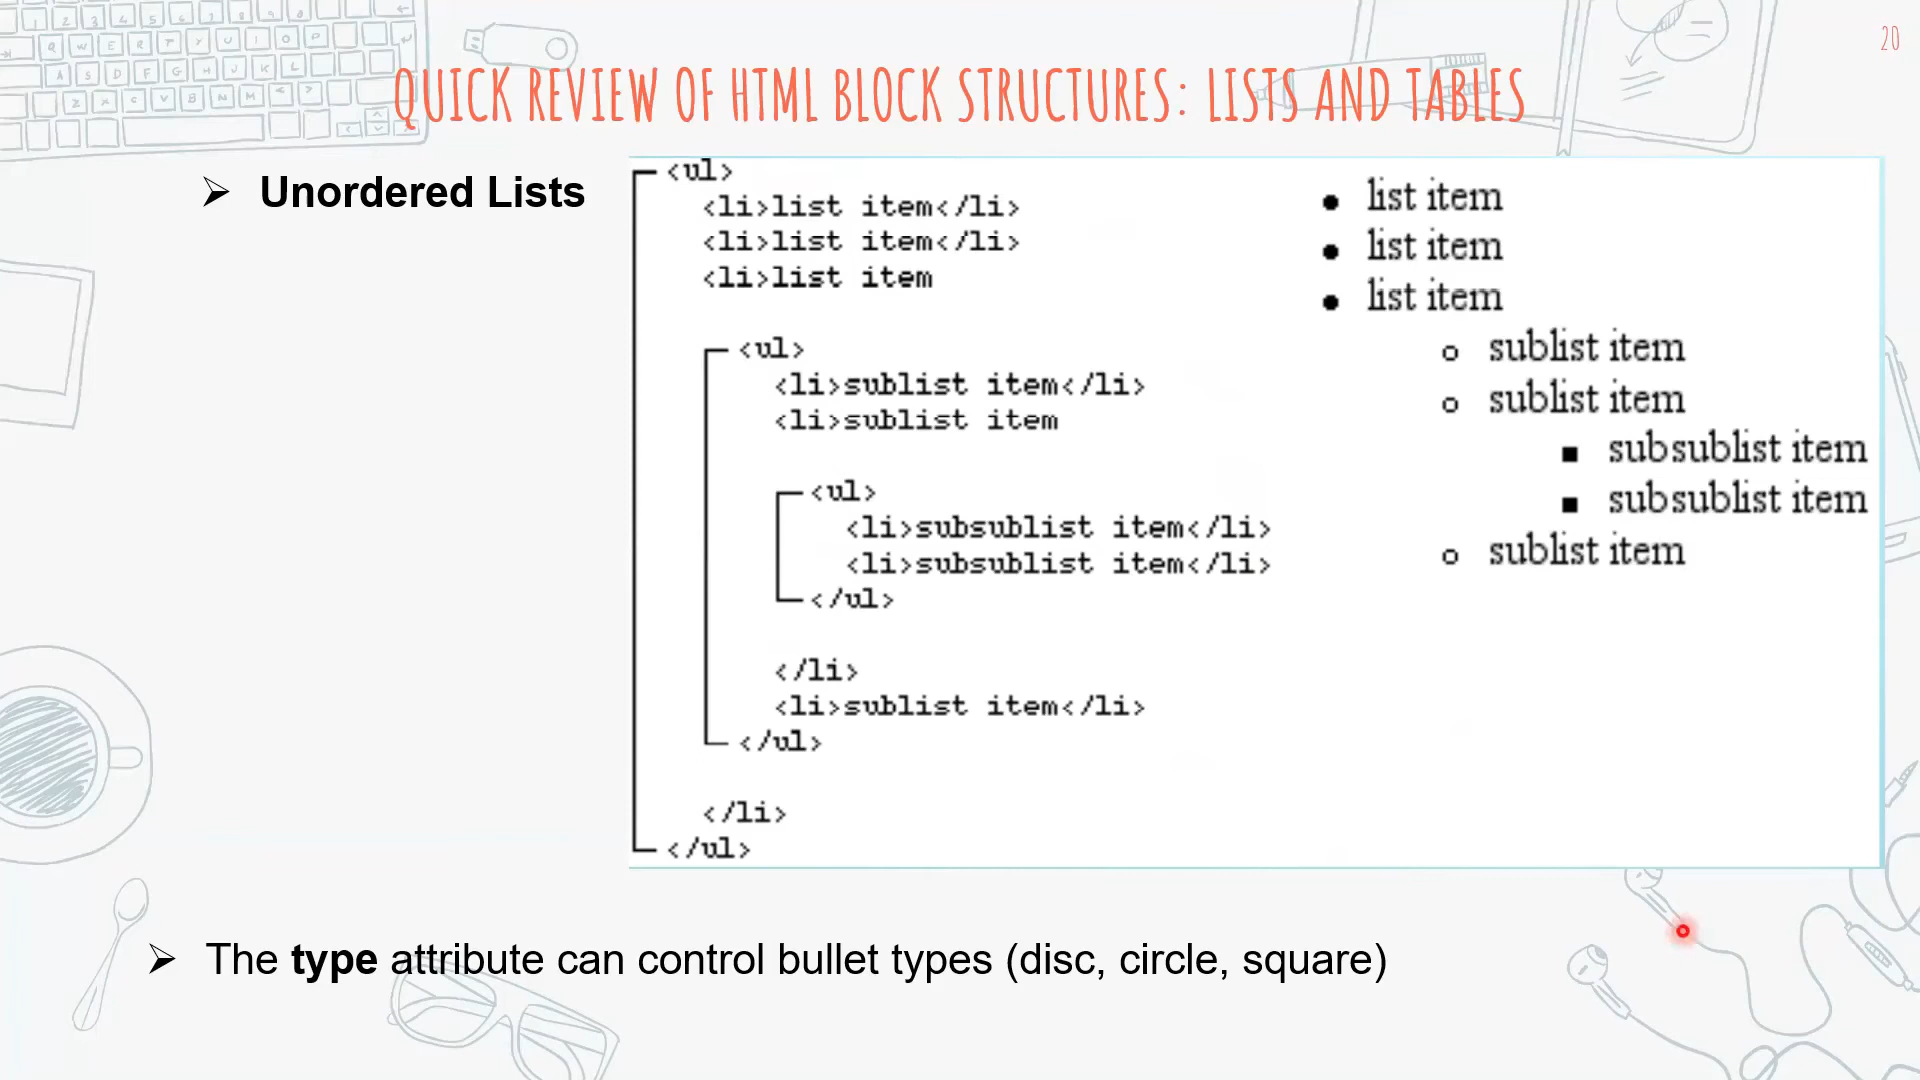 20
QUICK REVIEW OF HTML BLOCK STRUCTURES: LISTS AND TABLES
➢ Unordered Lists
<ul>
<li>list item</li>
<li>list item</li>
<li>list item
<ul>
<li>sublist item</li>
<li>sublist item
<ul>
<li>subsublist item</li>
<li>subsublist item</li>
</ul>
</li>
<li>sublist item</li>
</ul>
</li>
</ul>
● list item
● list item
● list item
o sublist item
o sublist item
■ subsublist item
■ subsublist item
o sublist item
➢ The type attribute can control bullet types (disc, circle, square)